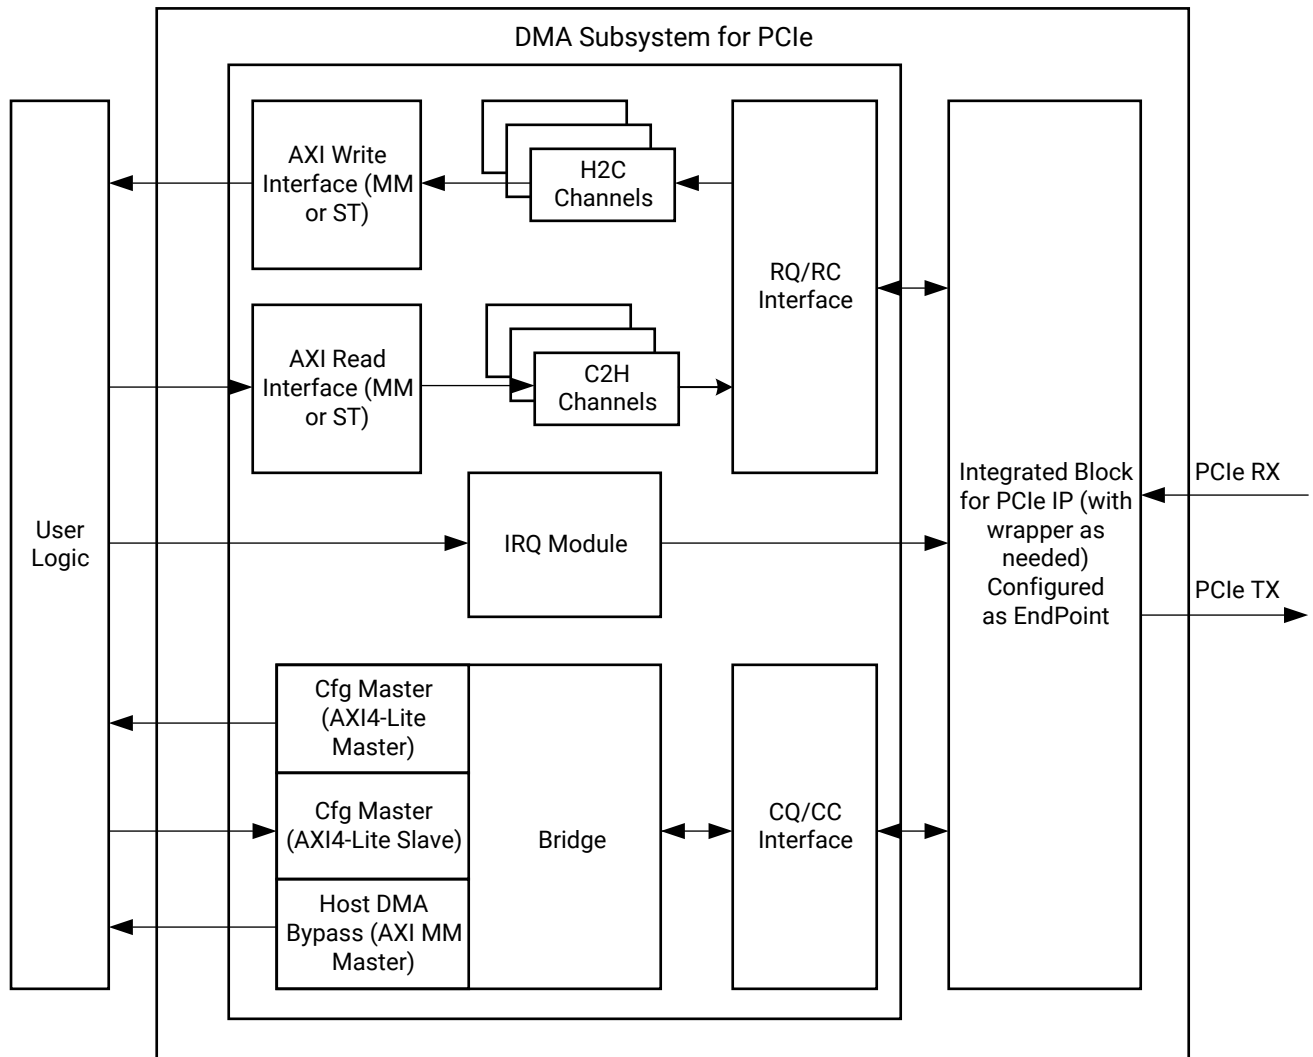 DMA Subsystem for PCIe
AXI Write
Interface (MM
or ST)
H2C
Channels
RQ/RC
Interface
AXI Read
Interface (MM
or ST)
C2H
Channels
User
Logic
IRQ Module
Integrated Block
for PCIe IP (with
wrapper as
needed)
Configured
as EndPoint
PCIe RX
PCIe TX
Cfg Master
(AXI4-Lite
Master)
Cfg Master
(AXI4-Lite Slave)
Host DMA
Bypass (AXI MM
Master)
Bridge
CQ/CC
Interface